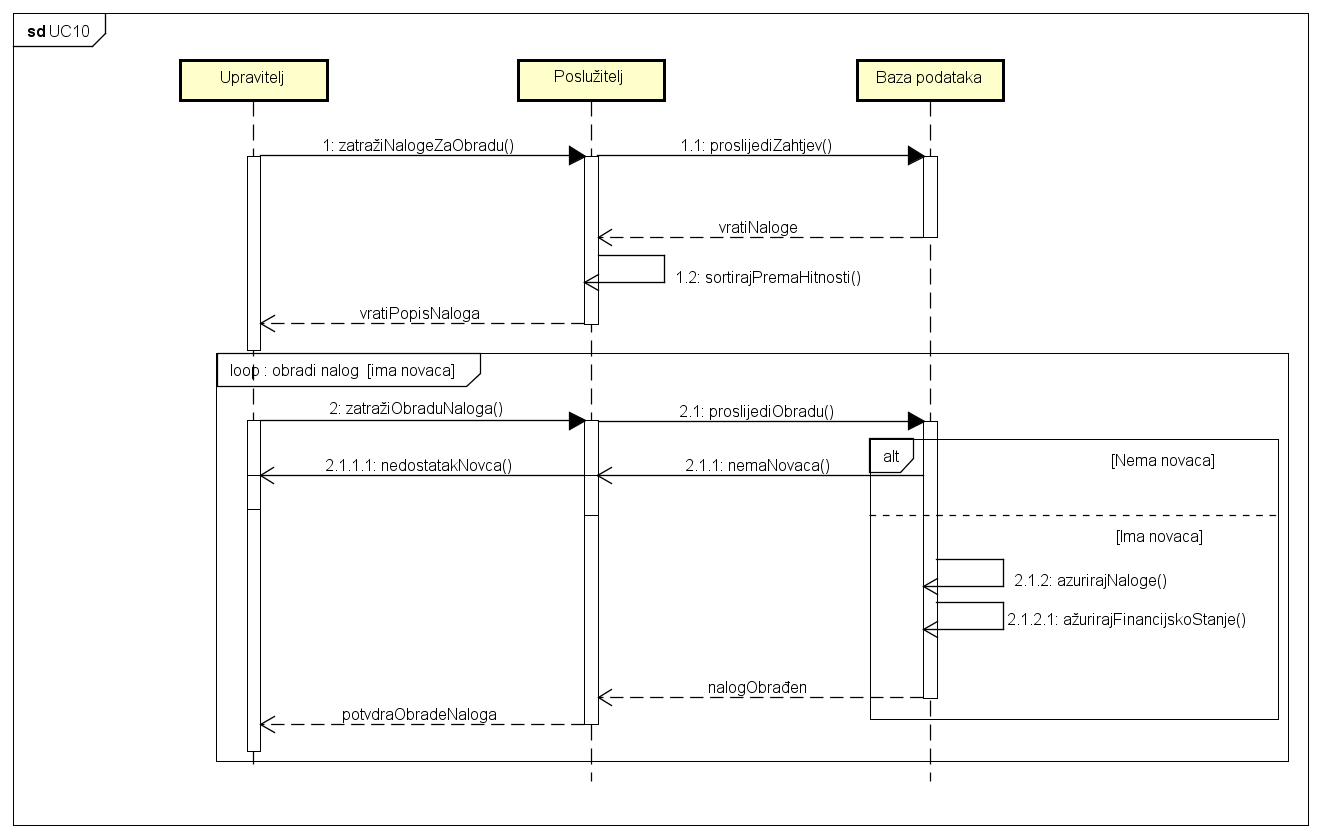 sd UC10
Upravitelj
Poslužitelj
Baza podataka
1: zatražiNalogeZaObradu()
1.1: proslijediZahtjev()
vratiNaloge
1.2: sortirajPremaHitnosti()
vratiPopisNaloga
loop : obradi nalog [ima novaca]
2: zatražiObraduNaloga()
2.1: proslijediObradu()
alt
[Nema novaca]
2.1.1.1: nedostatakNovca()
2.1.1: nemaNovaca()
[Ima novaca]
2.1.2: azurirajNaloge()
2.1.2.1: ažurirajFinancijskoStanje()
nalogObrađen
potvdraObradeNaloga